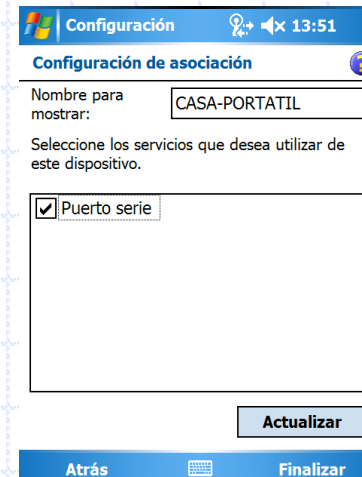 Configuración 13:51
Configuración de asociación
Nombre para
mostrar:
CASA-PORTATIL
Seleccione los servicios que desea utilizar de
este dispositivo.
Puerto serie
Actualizar
Atrás Finalizar